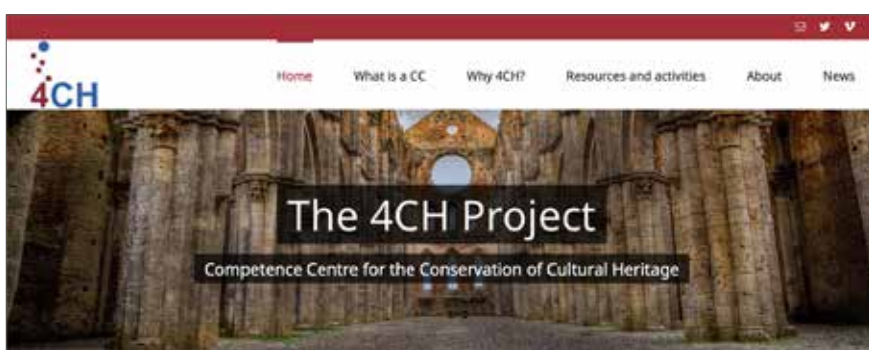 4CH
Home What is a CC Why 4CH? Resources and activities About News
The 4CH Project
Competence Centre for the Conservation of Cultural Heritage